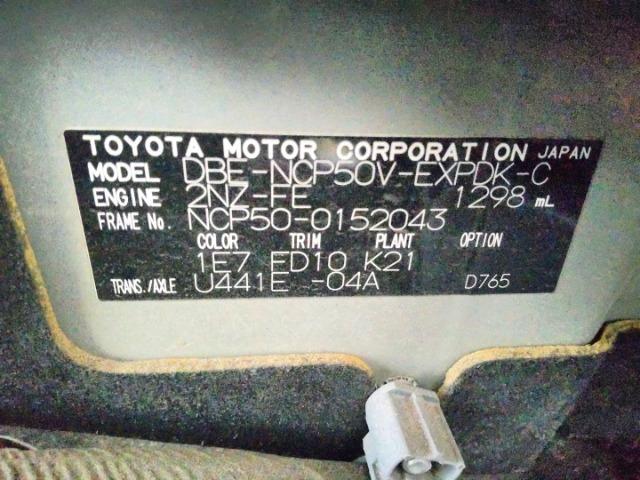 TOYOTA MOTOR CORPORATION JAPAN
MODEL DBE-NCP50V-EXPDK-C
ENGINE 2NZ-FE 1298 mL
FRAME No. NCP50-0152043
COLOR TRIM PLANT OPTION
1E7 ED10 K21
TRANS./AXLE U441E -04A D765